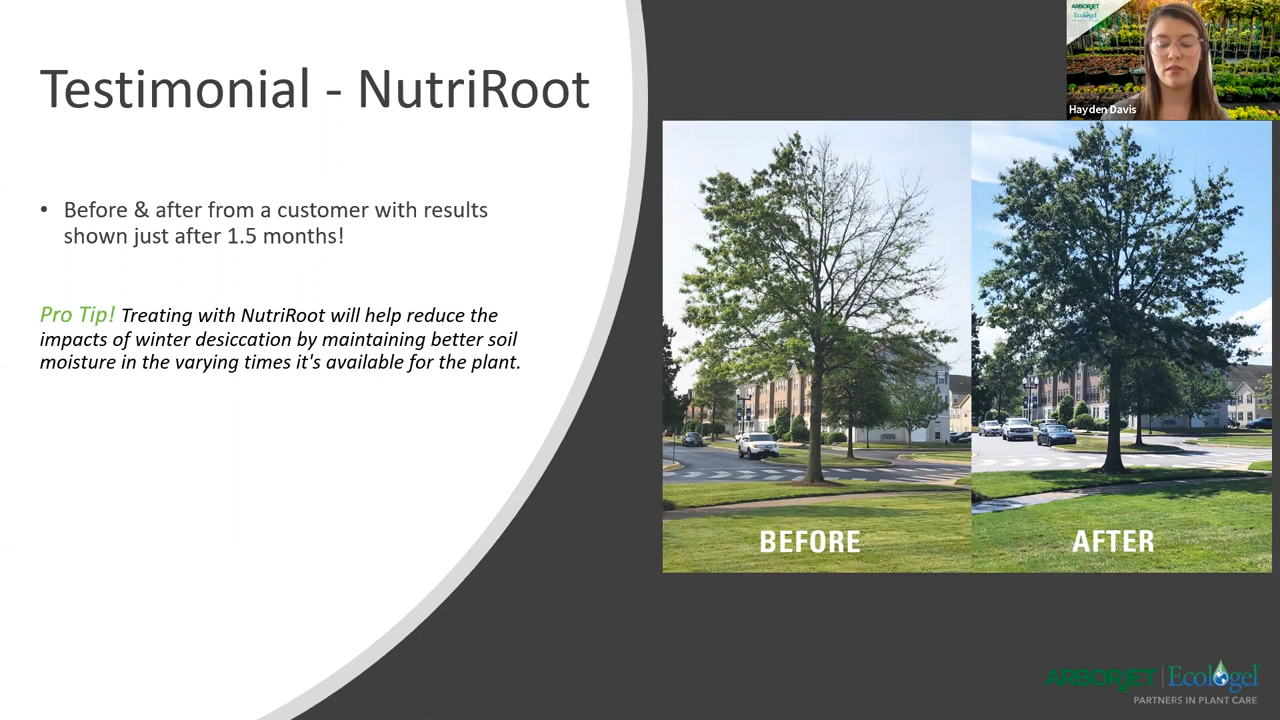 Testimonial - NutriRoot
• Before & after from a customer with results
shown just after 1.5 months!
Pro Tip! Treating with NutriRoot will help reduce the
impacts of winter desiccation by maintaining better soil
moisture in the varying times it's available for the plant.
ARBORJET
Ecologel
Hayden Davis
BEFORE
AFTER
ARBORJET | Ecologel
PARTNERS IN PLANT CARE